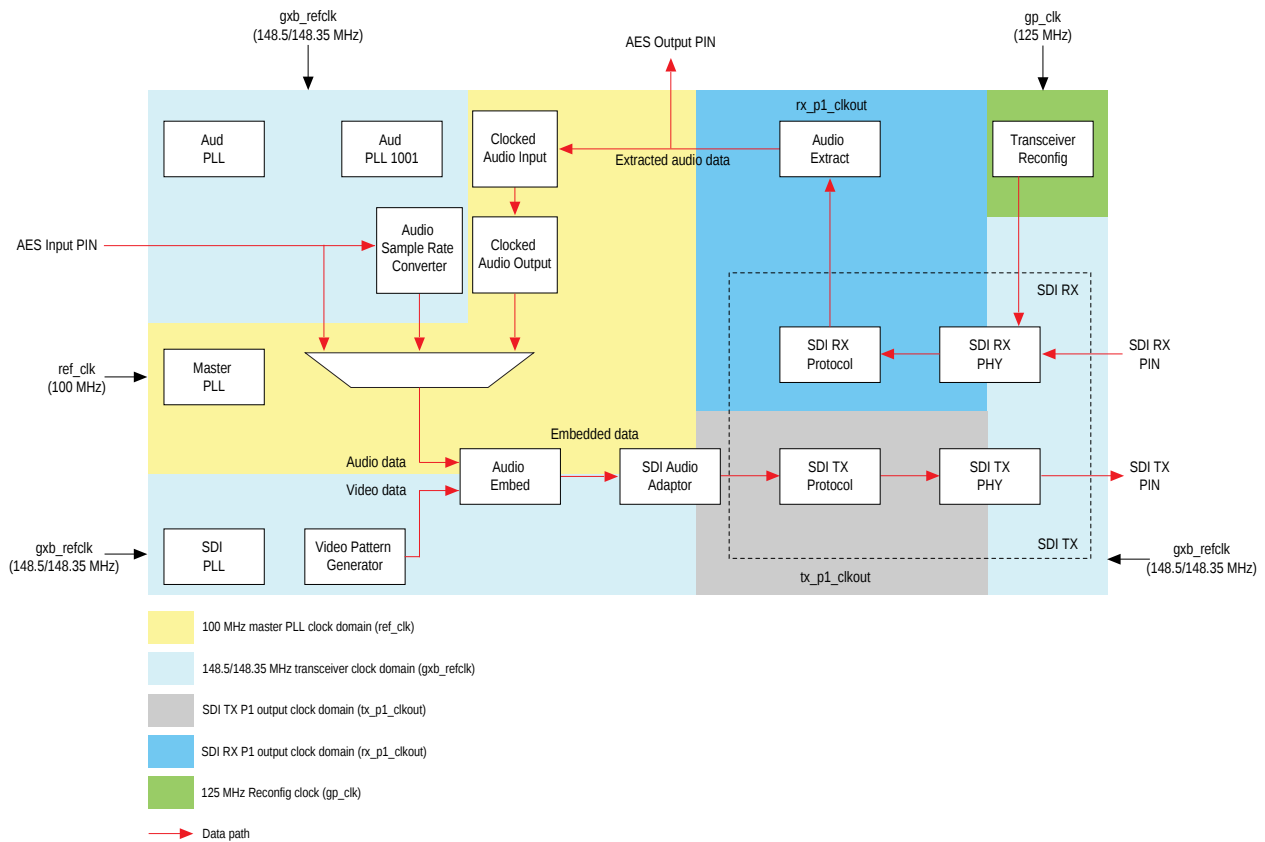 gxb_refclk
(148.5/148.35 MHz)
gp_clk
(125 MHz)
AES Output PIN
rx_p1_clkout
Aud
PLL
Aud
PLL 1001
Clocked
Audio Input
Extracted audio data
Audio
Extract
Transceiver
Reconfig
AES Input PIN
Audio
Sample Rate
Converter
Clocked
Audio Output
SDI RX
ref_clk
(100 MHz)
Master
PLL
SDI RX
Protocol
SDI RX
PHY
SDI RX
PIN
Embedded data
Audio data
Video data
Audio
Embed
SDI Audio
Adaptor
SDI TX
Protocol
SDI TX
PHY
SDI TX
PIN
gxb_refclk
(148.5/148.35 MHz)
SDI
PLL
Video Pattern
Generator
SDI TX
tx_p1_clkout
gxb_refclk
(148.5/148.35 MHz)
100 MHz master PLL clock domain (ref_clk)
148.5/148.35 MHz transceiver clock domain (gxb_refclk)
SDI TX P1 output clock domain (tx_p1_clkout)
SDI RX P1 output clock domain (rx_p1_clkout)
125 MHz Reconfig clock (gp_clk)
Data path